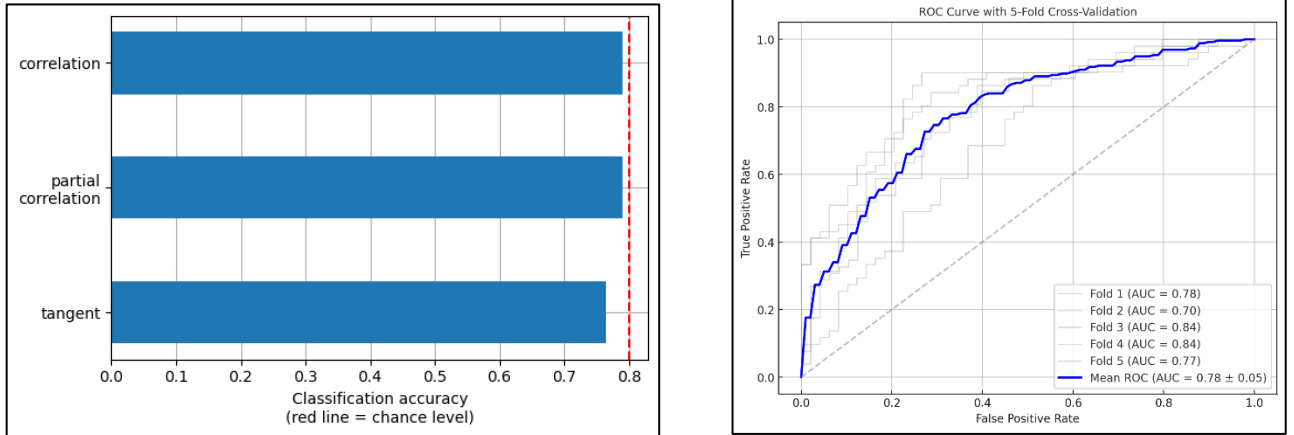 correlation
partial
correlation
tangent
0.0 0.1 0.2 0.3 0.4 0.5 0.6 0.7 0.8
Classification accuracy
(red line = chance level)
ROC Curve with 5-Fold Cross-Validation
True Positive Rate
1.0
0.8
0.6
0.4
0.2
0.0
Fold 1 (AUC = 0.78)
Fold 2 (AUC = 0.70)
Fold 3 (AUC = 0.84)
Fold 4 (AUC = 0.84)
Fold 5 (AUC = 0.77)
Mean ROC (AUC = 0.78 ± 0.05)
0.0 0.2 0.4 0.6 0.8 1.0
False Positive Rate